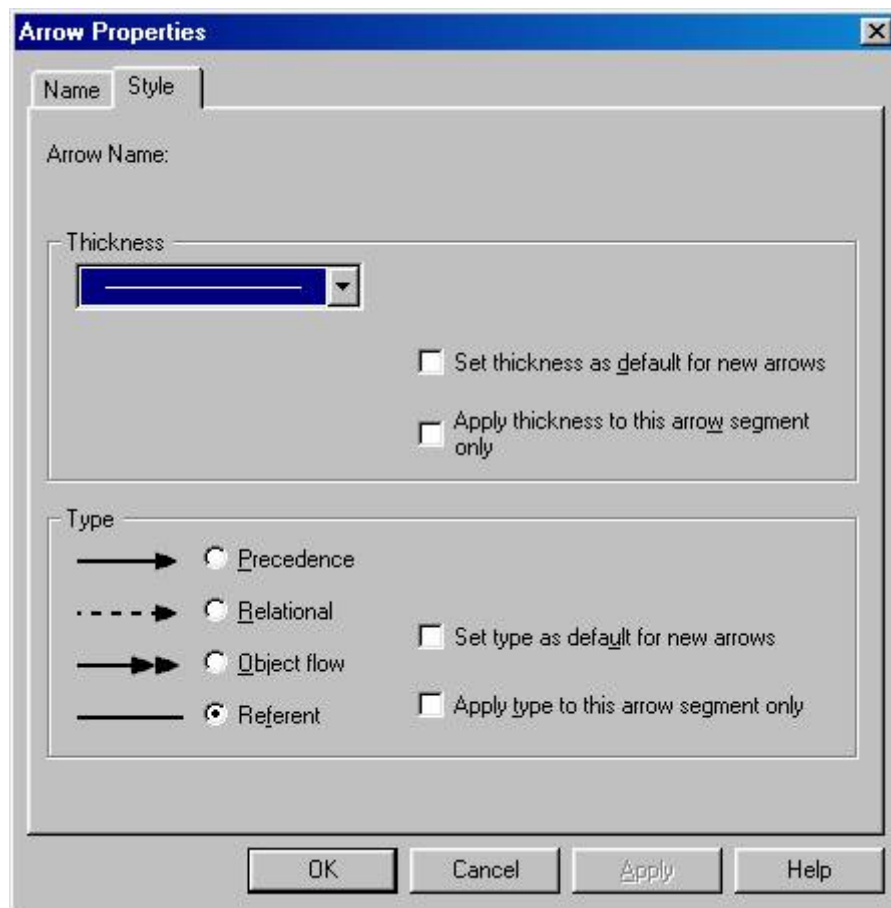 Arrow Properties
Name
Style
Arrow Name:
Thickness
Set thickness as default for new arrows
Apply thickness to this arrow segment
only
Type
Precedence
Relational
Object flow
Referent
Set type as default for new arrows
Apply type to this arrow segment only
OK
Cancel
Apply
Help